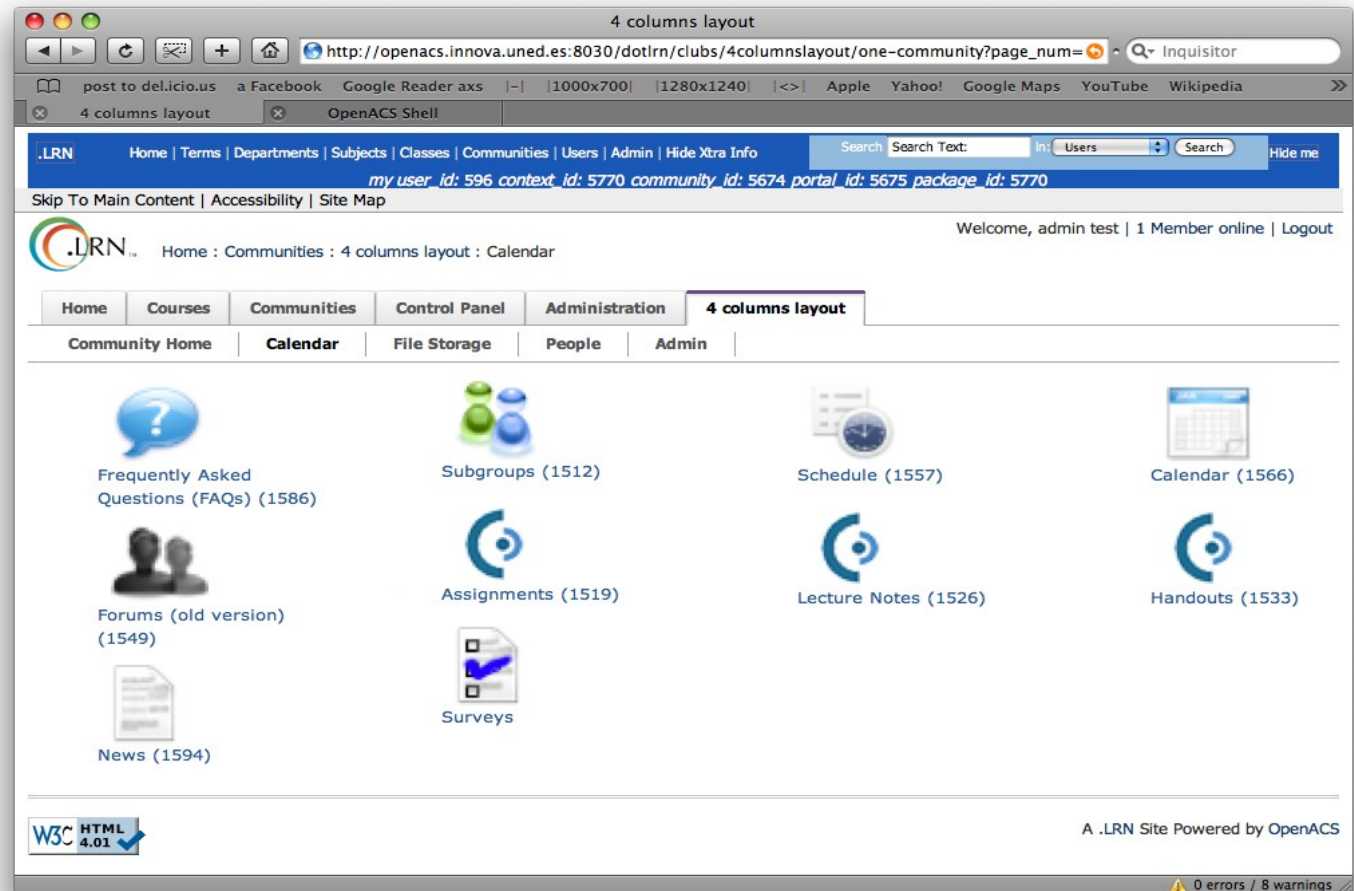 4 columns layout
http://openacs.innova.uned.es:8030/dotlrn/clubs/4columnslayout/one-community?page_num=
Inquisitor
post to del.icio.us a Facebook Google Reader axs |-| |1000x700| |1280x1240| |<>| Apple Yahoo! Google Maps YouTube Wikipedia »
4 columns layout OpenACS Shell
.LRN Home | Terms | Departments | Subjects | Classes | Communities | Users | Admin | Hide Xtra Info Search Search Text: in: Users Search Hide me
my user_id: 596 context_id: 5770 community_id: 5674 portal_id: 5675 package_id: 5770
Skip To Main Content | Accessibility | Site Map
Welcome, admin test | 1 Member online | Logout
.LRN™ Home : Communities : 4 columns layout : Calendar
Home Courses Communities Control Panel Administration 4 columns layout
Community Home Calendar File Storage People Admin
Frequently Asked
Questions (FAQs) (1586)
Subgroups (1512)
Schedule (1557)
JAN
Calendar (1566)
Forums (old version)
(1549)
Assignments (1519)
Lecture Notes (1526)
Handouts (1533)
News (1594)
Surveys
W3C HTML 4.01
A .LRN Site Powered by OpenACS
0 errors / 8 warnings